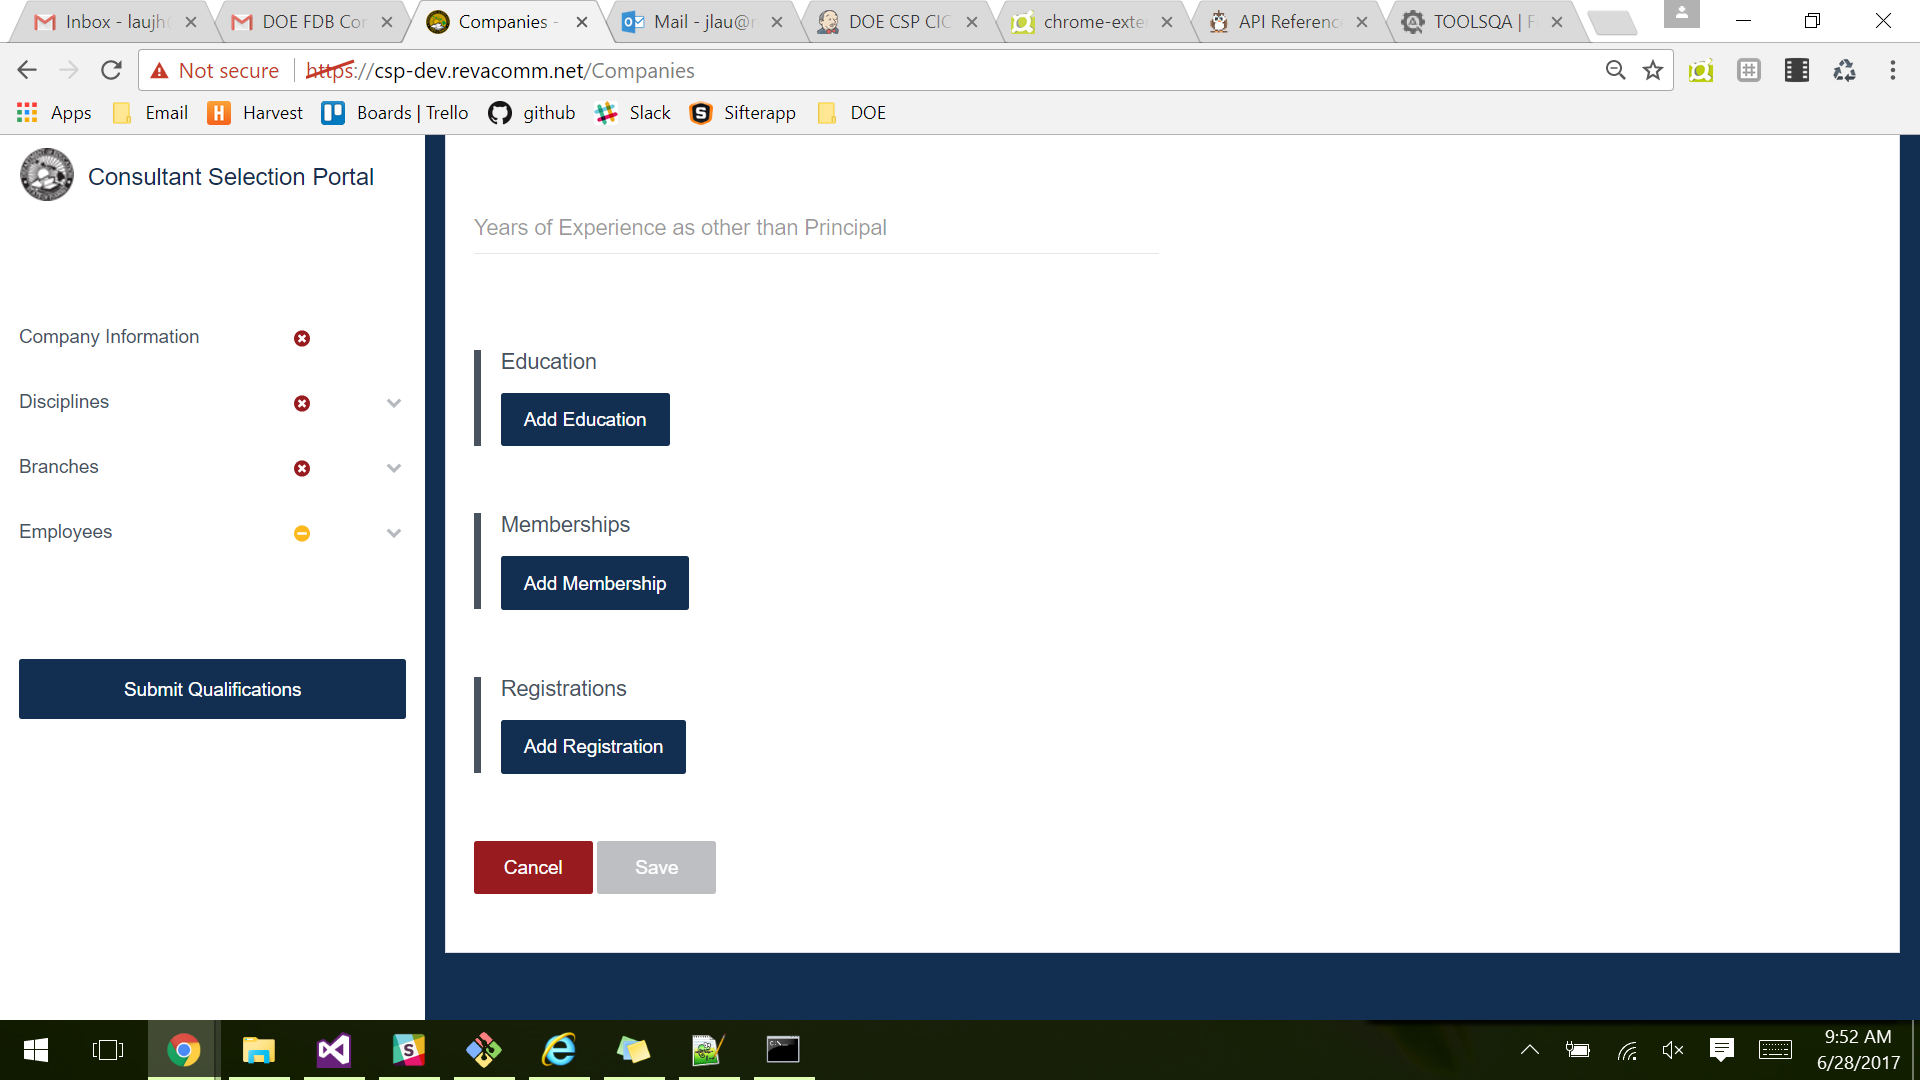 Inbox - laujh
DOE FDB Cor
Companies -
Mail - jlau@r
DOE CSP CIC
chrome-exte
API Referenc
TOOLSQA | F
Not secure
https://csp-dev.revacomm.net/Companies
Apps
Email
Harvest
Boards | Trello
github
Slack
Sifterapp
DOE
Consultant Selection Portal
Company Information
Disciplines
Branches
Employees
Submit Qualifications
Years of Experience as other than Principal
Education
Add Education
Memberships
Add Membership
Registrations
Add Registration
Cancel
Save
9:52 AM
6/28/2017